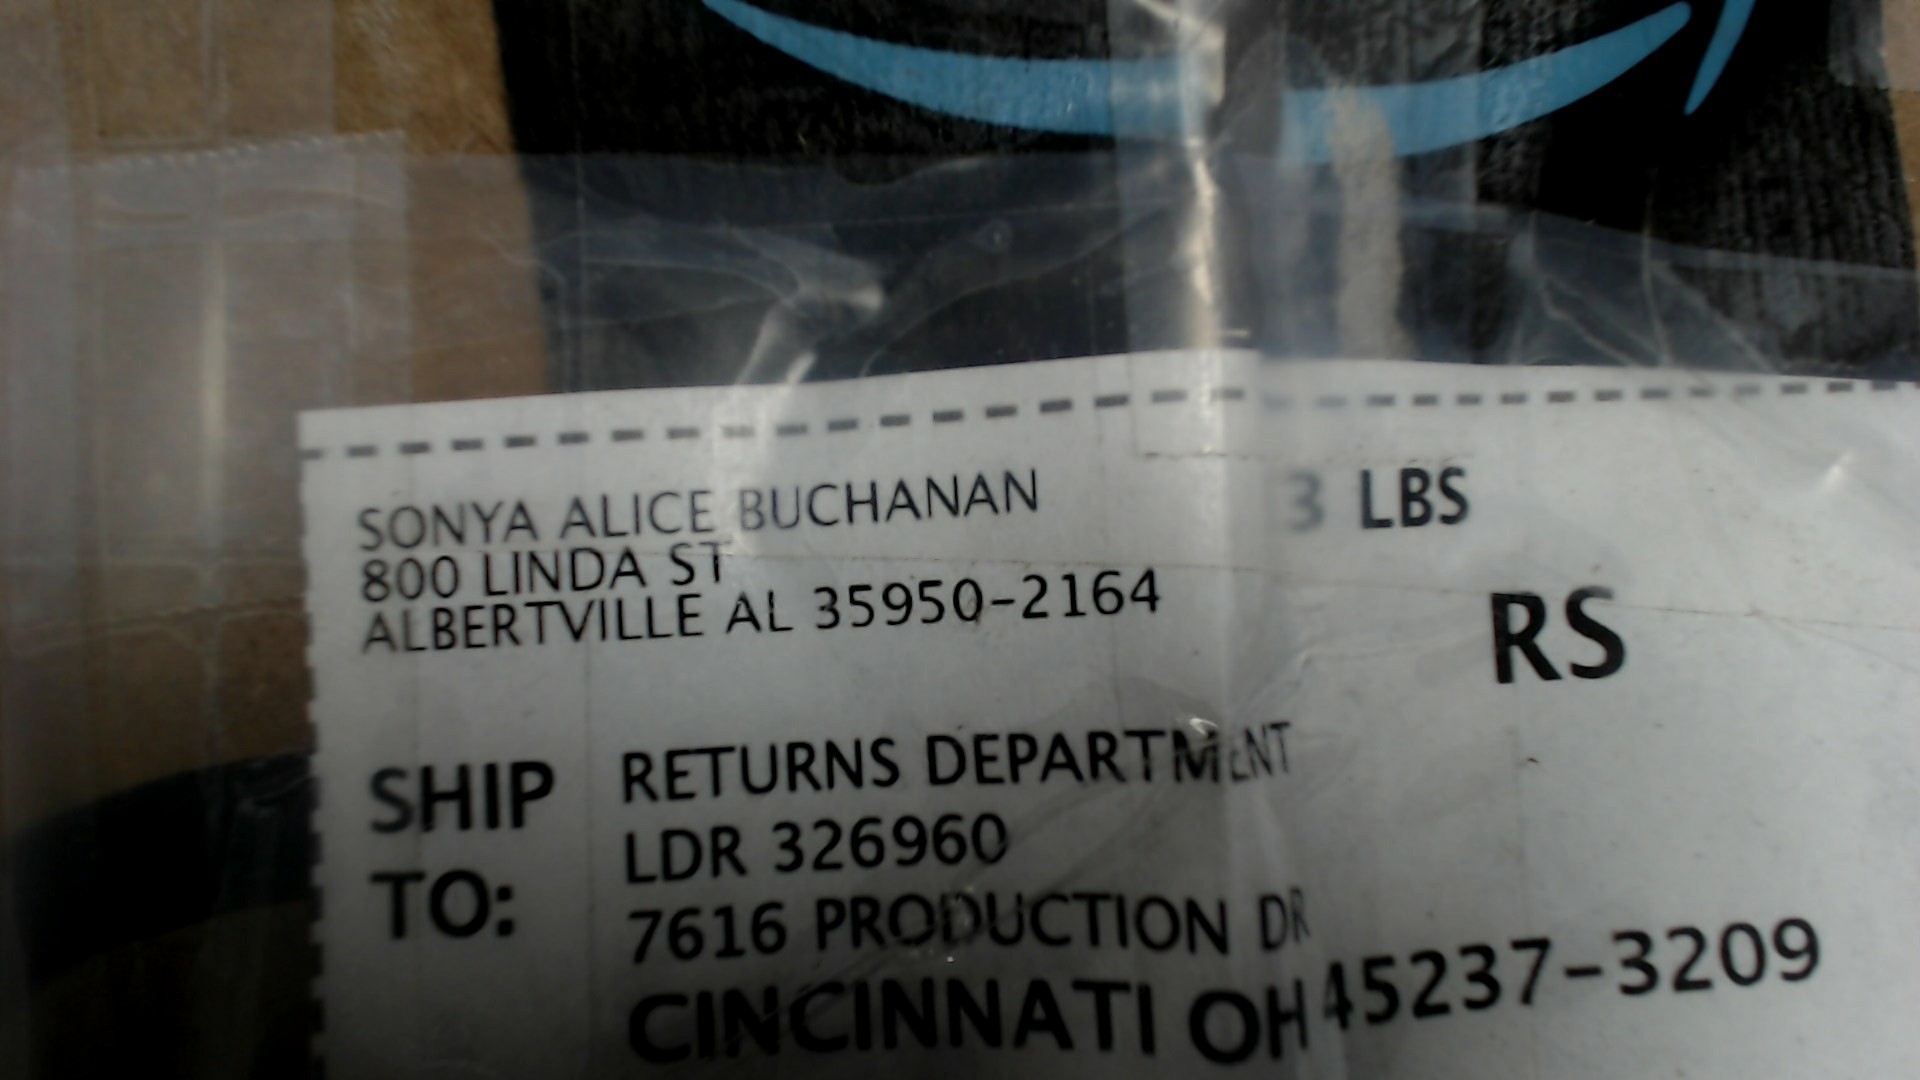 SONYA ALICE BUCHANAN
3 LBS
800 LINDA ST
ALBERTVILLE AL 35950-2164
RS
SHIP TO:
RETURNS DEPARTMENT
LDR 326960
7616 PRODUCTION DR
CINCINNATI OH 45237-3209